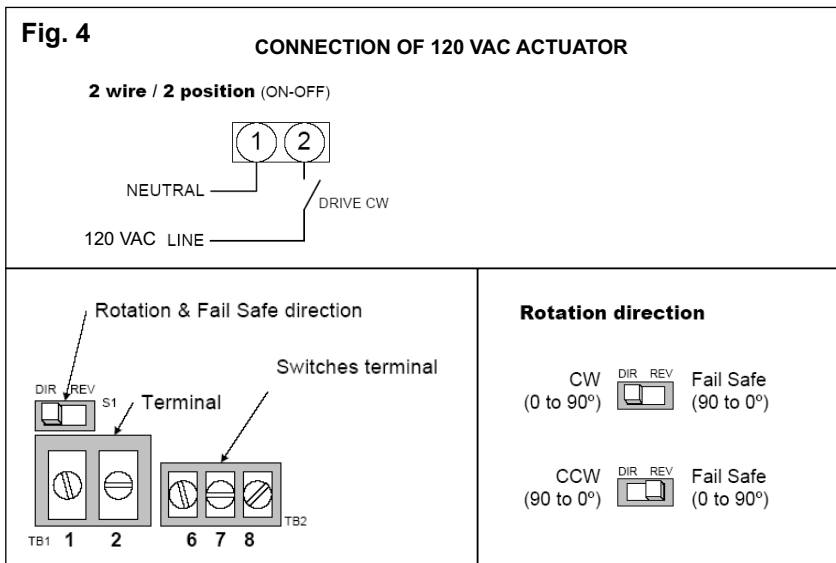 Fig. 4
CONNECTION OF 120 VAC ACTUATOR
2 wire / 2 position (ON-OFF)
1 2
NEUTRAL
DRIVE CW
120 VAC LINE
Rotation & Fail Safe direction
Switches terminal
DIR REV
S1
Terminal
TB2
TB1 1 2 6 7 8
Rotation direction
CW DIR REV Fail Safe
(0 to 90º) (90 to 0º)
CCW DIR REV Fail Safe
(90 to 0º) (0 to 90º)